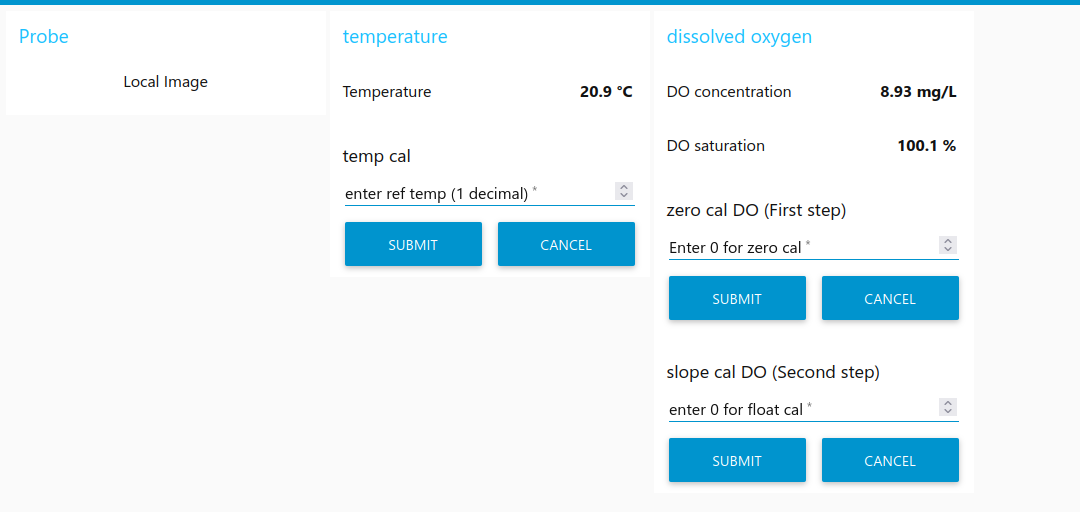 Probe
Local Image
temperature
Temperature 20.9 °C
temp cal
enter ref temp (1 decimal) *
SUBMIT CANCEL
dissolved oxygen
DO concentration 8.93 mg/L
DO saturation 100.1 %
zero cal DO (First step)
Enter 0 for zero cal *
SUBMIT CANCEL
slope cal DO (Second step)
enter 0 for float cal *
SUBMIT CANCEL